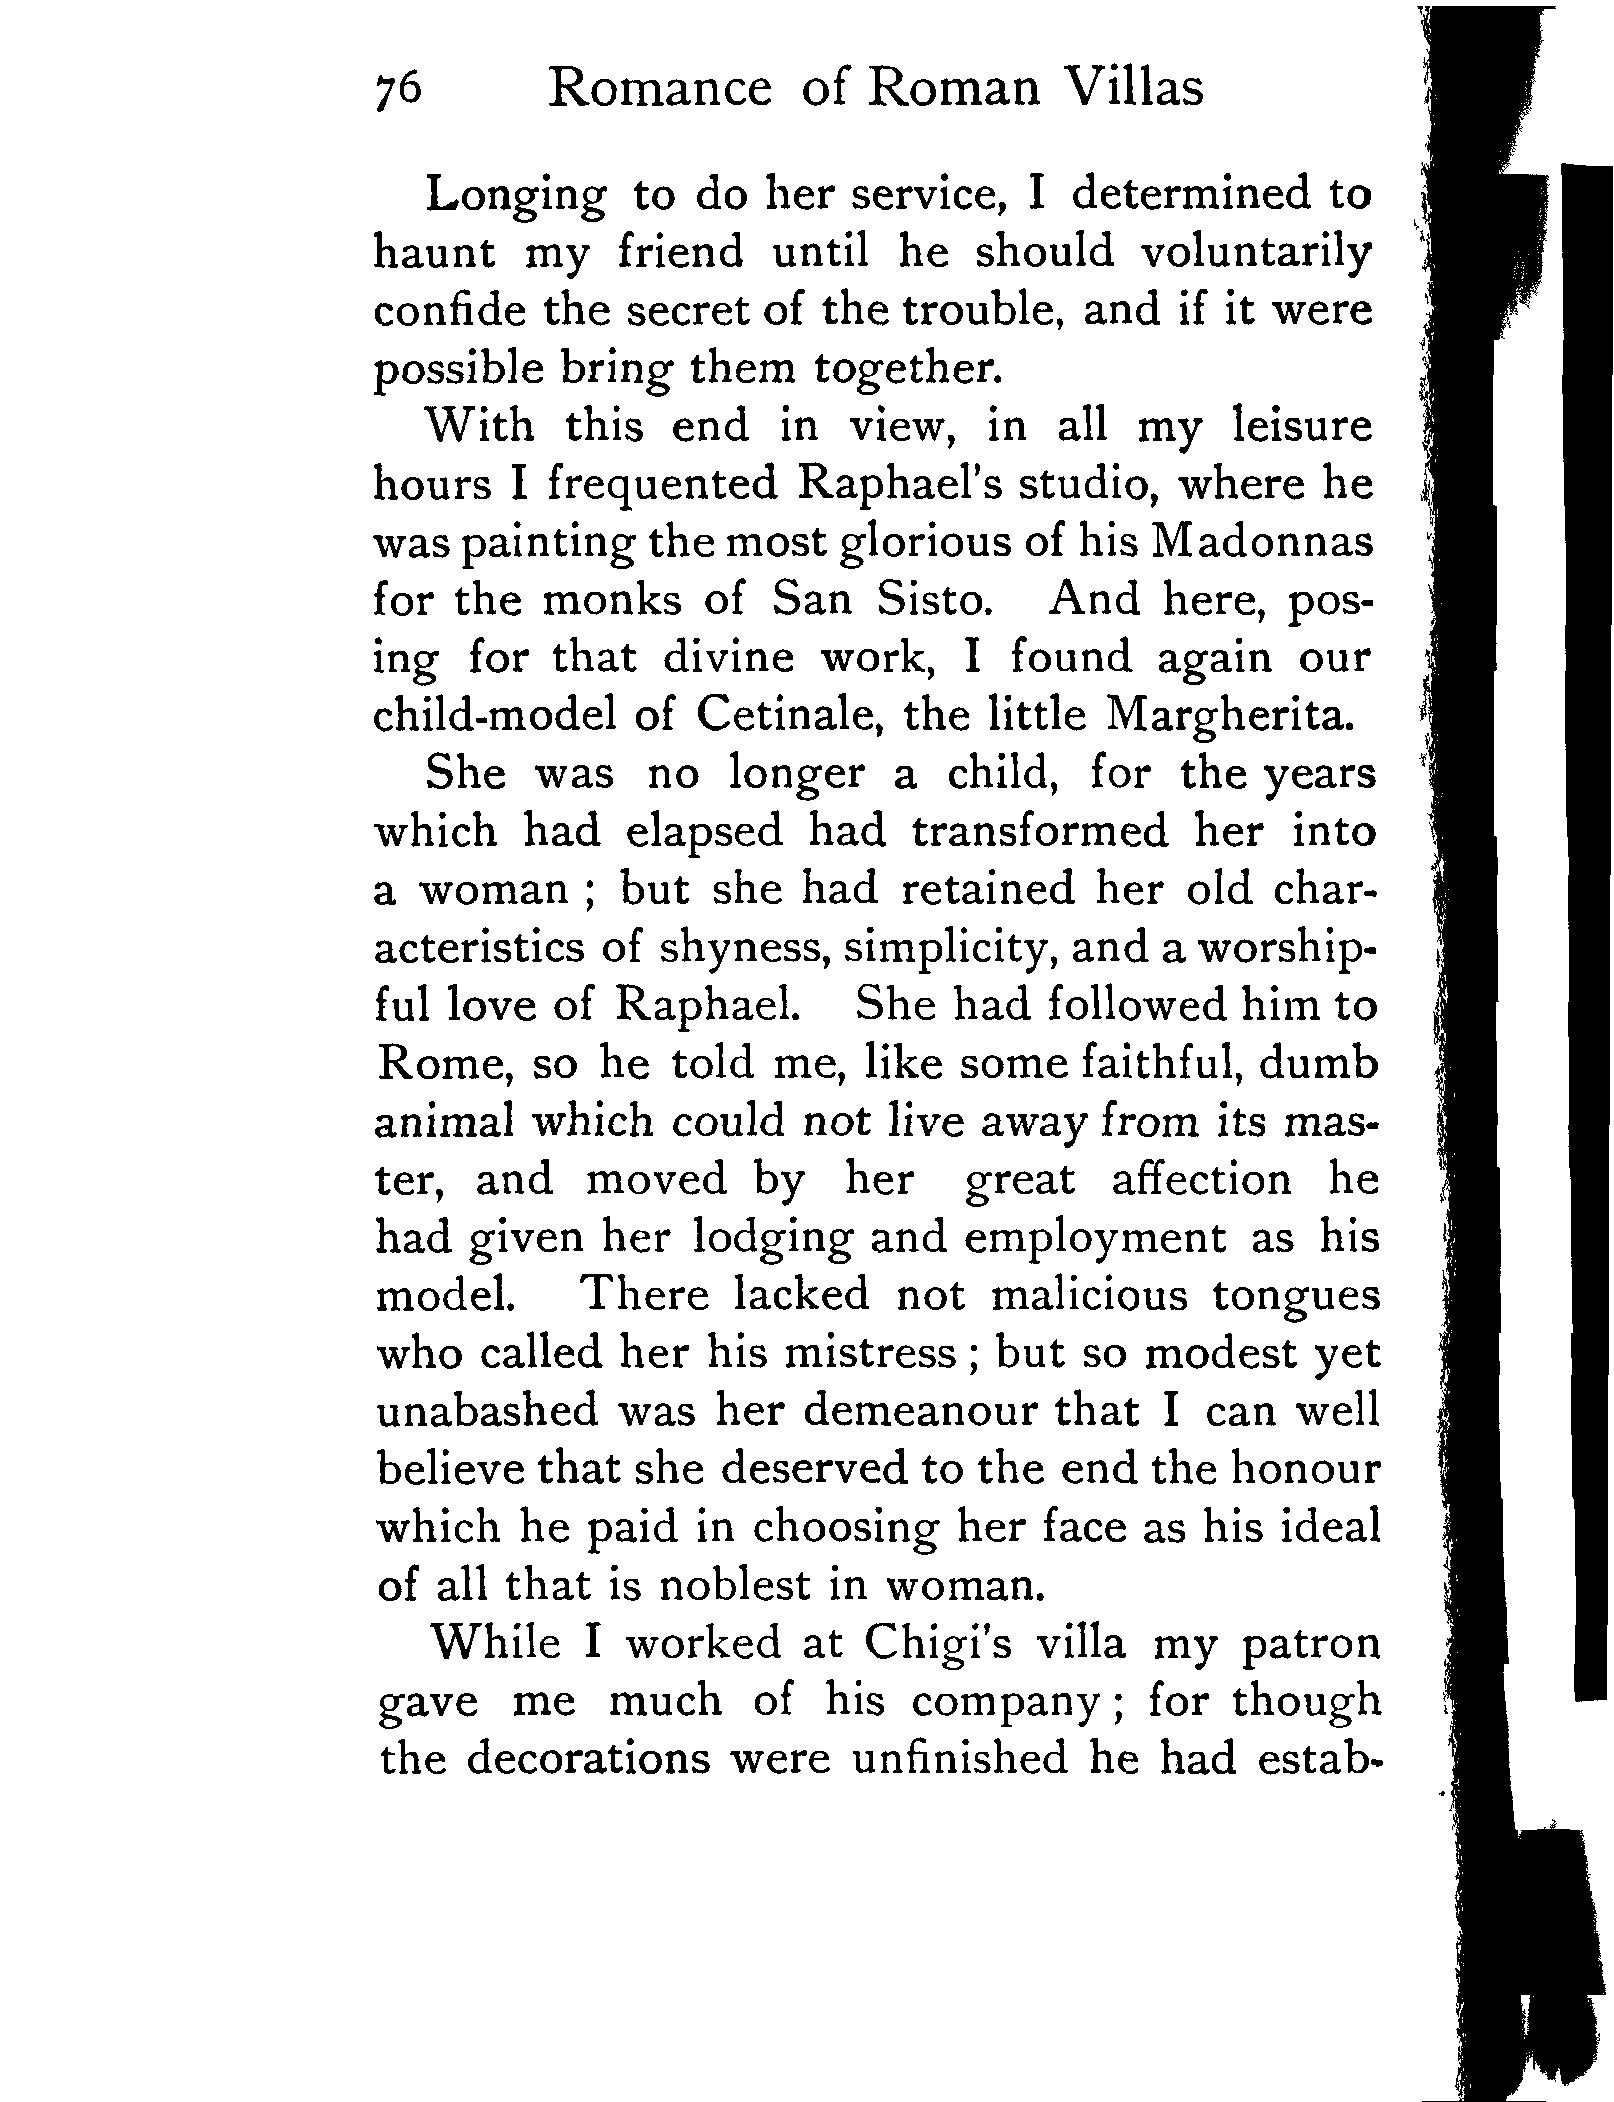 76 Romance of Roman Villas
Longing to do her service, I determined to
haunt my friend until he should voluntarily
confide the secret of the trouble, and if it were
possible bring them together.
With this end in view, in all my leisure
hours I frequented Raphael's studio, where he
was painting the most glorious of his Madonnas
for the monks of San Sisto. And here, pos-
ing for that divine work, I found again our
child-model of Cetinale, the little Margherita.
She was no longer a child, for the years
which had elapsed had transformed her into
a woman ; but she had retained her old char-
acteristics of shyness, simplicity, and a worship-
ful love of Raphael. She had followed him to
Rome, so he told me, like some faithful, dumb
animal which could not live away from its mas-
ter, and moved by her great affection he
had given her lodging and employment as his
model. There lacked not malicious tongues
who called her his mistress ; but so modest yet
unabashed was her demeanour that I can well
believe that she deserved to the end the honour
which he paid in choosing her face as his ideal
of all that is noblest in woman.
While I worked at Chigi's villa my patron
gave me much of his company ; for though
the decorations were unfinished he had estab-